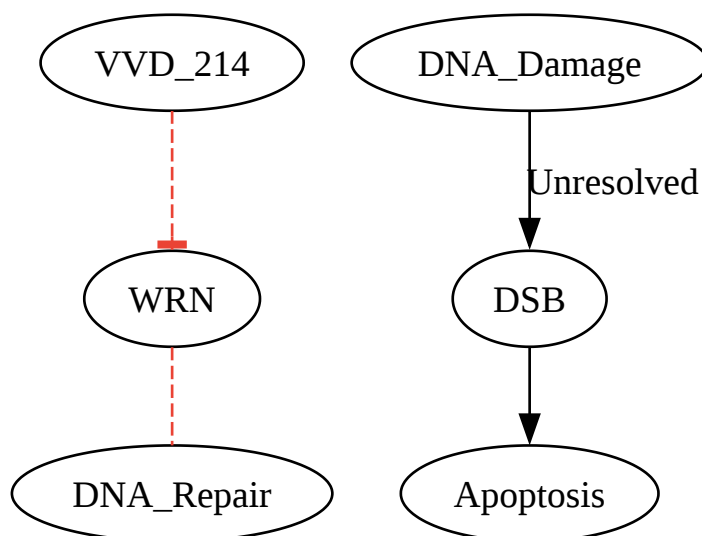 VVD_214
DNA_Damage
Unresolved
WRN
DSB
DNA_Repair
Apoptosis